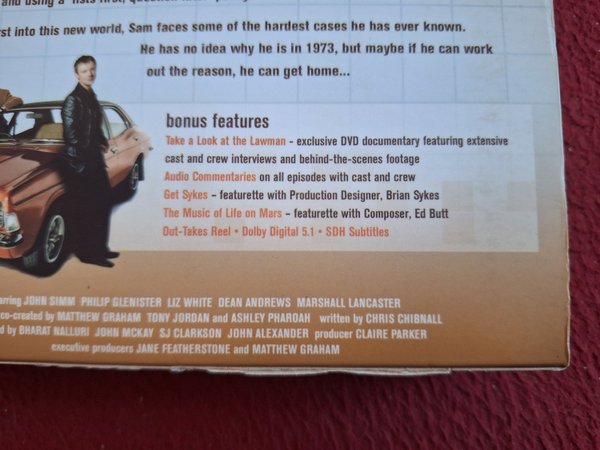 and using a 'fists first, question later'
into this new world, Sam faces some of the hardest cases he has ever known.
He has no idea why he is in 1973, but maybe if he can work
out the reason, he can get home...
bonus features
Take a Look at the Lawman - exclusive DVD documentary featuring extensive
cast and crew interviews and behind-the-scenes footage
Audio Commentaries on all episodes with cast and crew
Get Sykes - featurette with Production Designer, Brian Sykes
The Music of Life on Mars - featurette with Composer, Ed Butt
Out-Takes Reel • Dolby Digital 5.1 • SDH Subtitles
JOHN SIMM PHILIP GLENISTER LIZ WHITE DEAN ANDREWS MARSHALL LANCASTER
co-created by MATTHEW GRAHAM TONY JORDAN and ASHLEY PHAROAH written by CHRIS CHIBNALL
by BHARAT NALLURI JOHN MCKAY SJ CLARKSON JOHN ALEXANDER producer CLAIRE PARKER
executive producers JANE FEATHERSTONE and MATTHEW GRAHAM